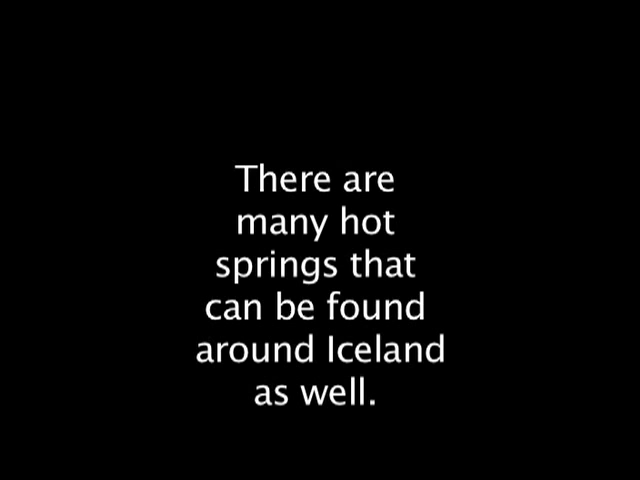 There are
many hot
springs that
can be found
around Iceland
as well.